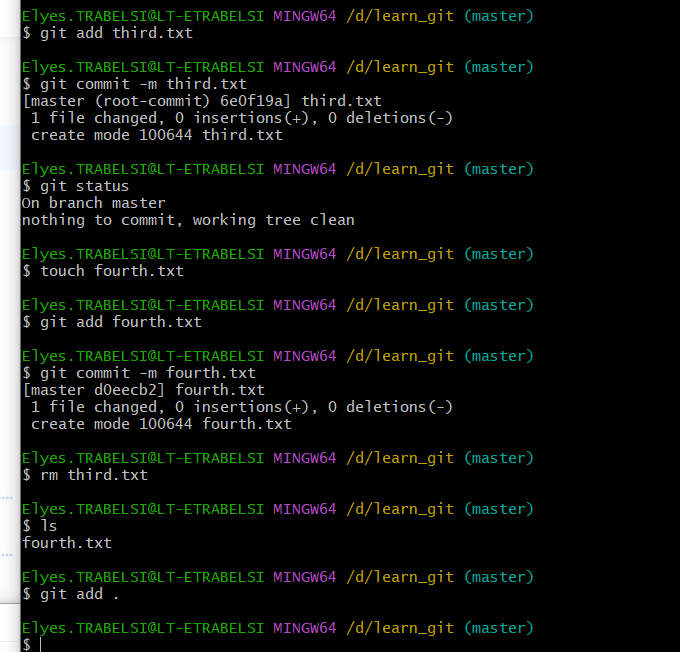 Elyes.TRABELSI@LT-ETRABELSI MINGW64 /d/learn_git (master)
$ git add third.txt
Elyes.TRABELSI@LT-ETRABELSI MINGW64 /d/learn_git (master)
$ git commit -m third.txt
[master (root-commit) 6e0f19a] third.txt
 1 file changed, 0 insertions(+), 0 deletions(-)
 create mode 100644 third.txt
Elyes.TRABELSI@LT-ETRABELSI MINGW64 /d/learn_git (master)
$ git status
On branch master
nothing to commit, working tree clean
Elyes.TRABELSI@LT-ETRABELSI MINGW64 /d/learn_git (master)
$ touch fourth.txt
Elyes.TRABELSI@LT-ETRABELSI MINGW64 /d/learn_git (master)
$ git add fourth.txt
Elyes.TRABELSI@LT-ETRABELSI MINGW64 /d/learn_git (master)
$ git commit -m fourth.txt
[master d0eecb2] fourth.txt
 1 file changed, 0 insertions(+), 0 deletions(-)
 create mode 100644 fourth.txt
Elyes.TRABELSI@LT-ETRABELSI MINGW64 /d/learn_git (master)
$ rm third.txt
Elyes.TRABELSI@LT-ETRABELSI MINGW64 /d/learn_git (master)
$ ls
fourth.txt
Elyes.TRABELSI@LT-ETRABELSI MINGW64 /d/learn_git (master)
$ git add .
Elyes.TRABELSI@LT-ETRABELSI MINGW64 /d/learn_git (master)
$